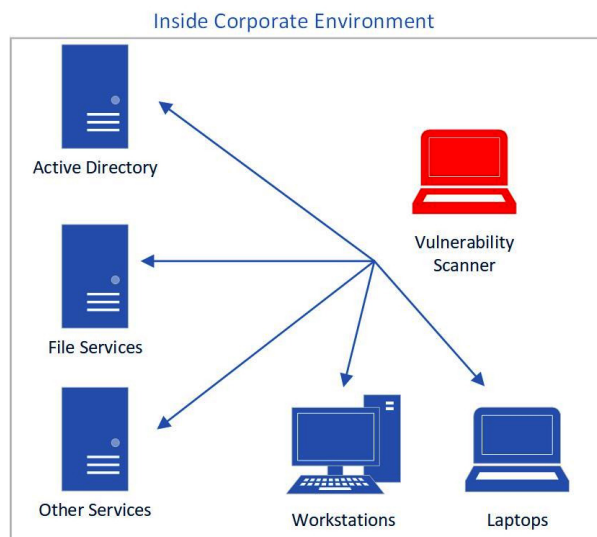 Inside Corporate Environment
Active Directory
Vulnerability
Scanner
File Services
Other Services
Workstations
Laptops